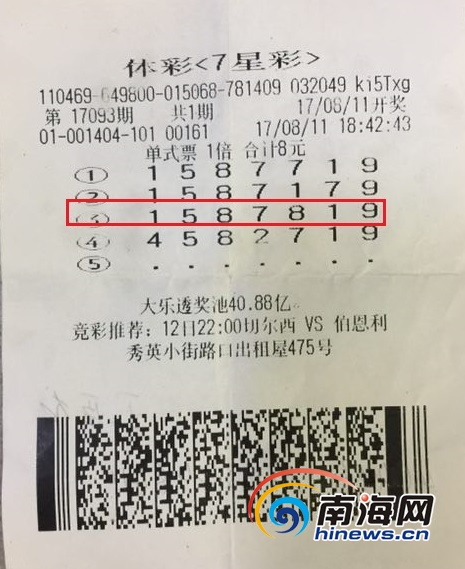 体彩<7星彩>
110469-649800-015068-781409 032049 ki5Txg
第 17093期 共1期 17/08/11开奖
01-001404-101 00161 17/08/11 18:42:43
单式票 1倍 合计8元
① 1 5 8 7 7 1 9
② 1 5 8 7 1 7 9
③ 1 5 8 7 8 1 9
④ 4 5 8 2 7 1 9
⑤ . . . . . . .
大乐透奖池40.88亿
竞彩推荐: 12日22:00切尔西 VS 伯恩利
秀英小街路口出租屋475号
南海网
hinews.cn